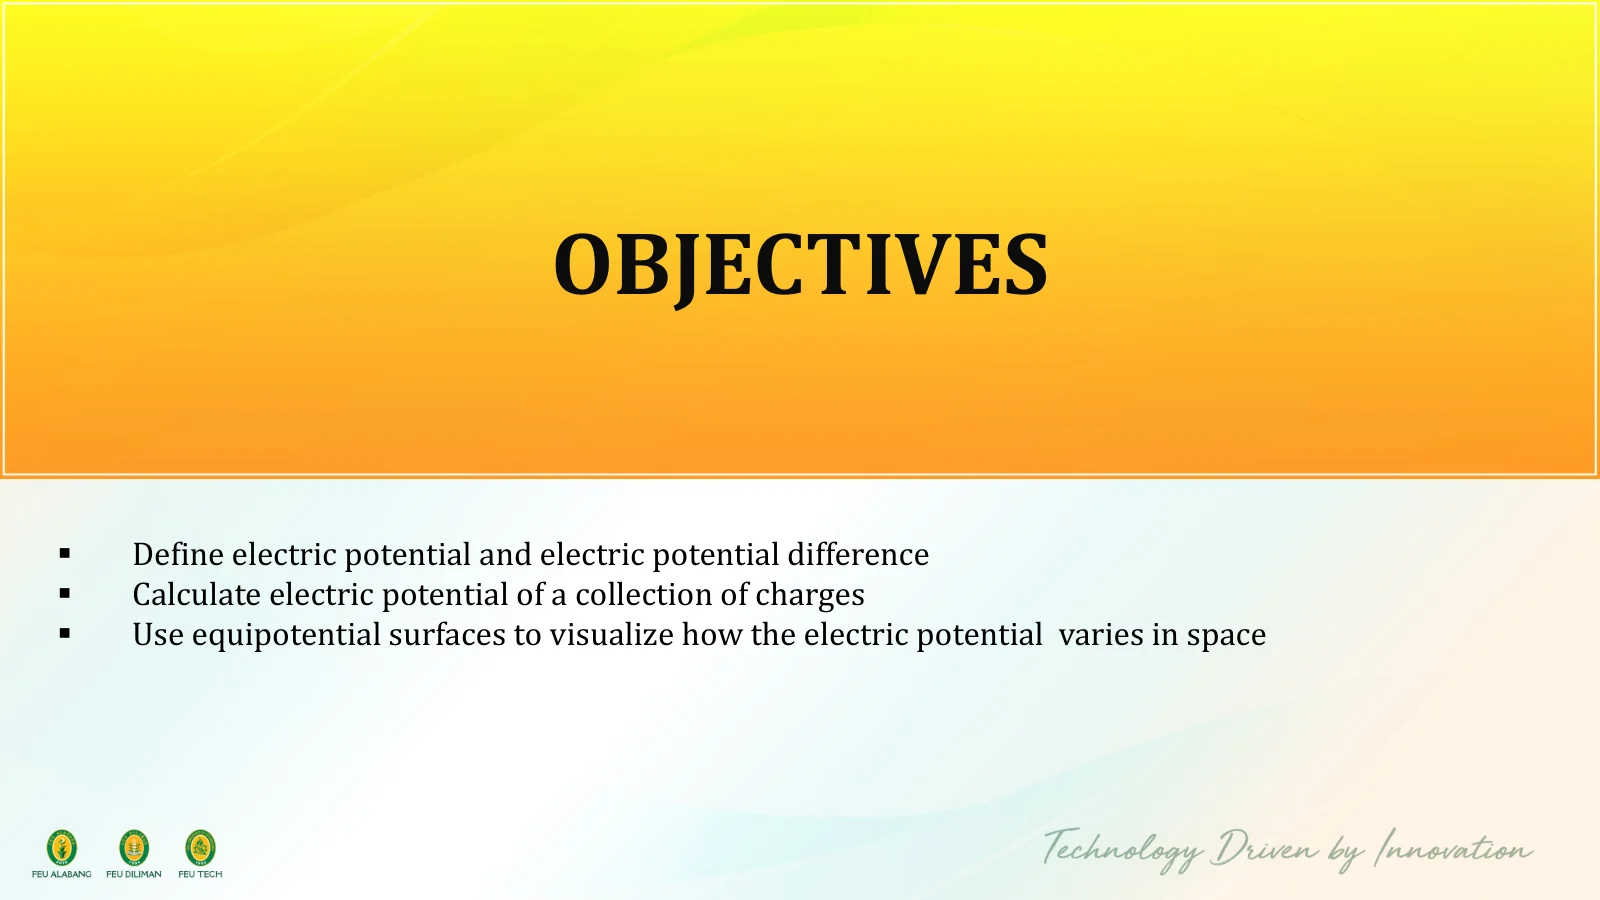 OBJECTIVES
▪ Define electric potential and electric potential difference
▪ Calculate electric potential of a collection of charges
▪ Use equipotential surfaces to visualize how the electric potential  varies in space
FEU ALABANG FEU DILIMAN FEU TECH
Technology Driven by Innovation